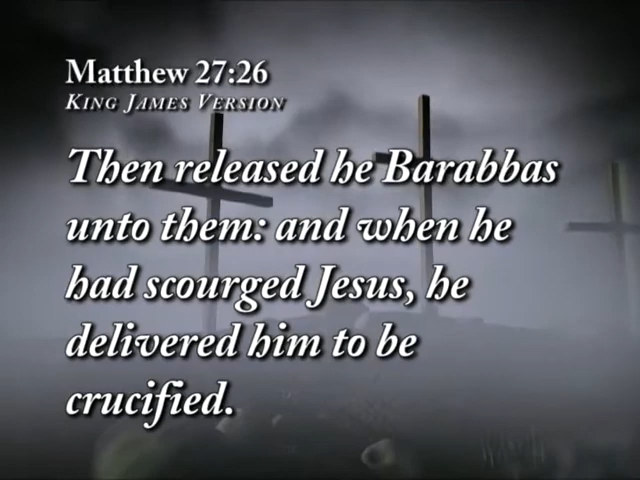 Matthew 27:26
King James Version
Then released he Barabbas
unto them: and when he
had scourged Jesus, he
delivered him to be
crucified.